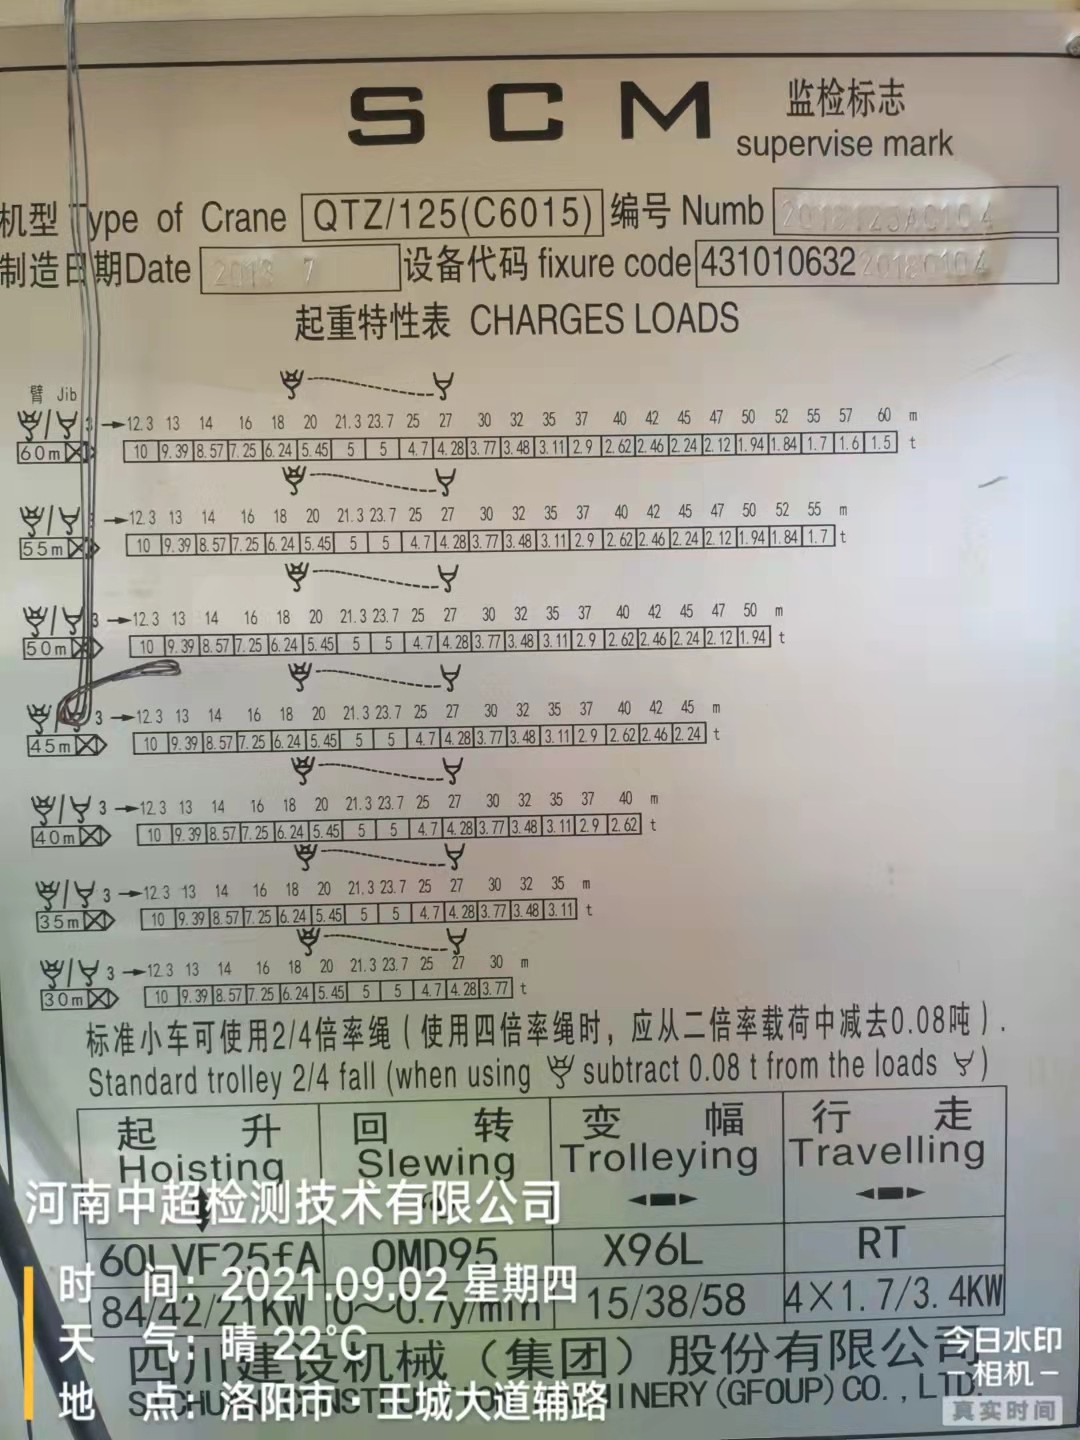 SCM
监检标志
supervise mark
机型 Type of Crane QTZ/125(C6015) 编号 Numb
制造日期Date 2013 7 设备代码 fixure code 431010632
起重特性表 CHARGES LOADS
臂 Jib
3 12.3 13 14 16 18 20 21.3 23.7 25 27 30 32 35 37 40 42 45 47 50 52 55 57 60 m
60m 10 9.39 8.57 7.25 6.24 5.45 5 5 4.7 4.28 3.77 3.48 3.11 2.9 2.62 2.46 2.24 2.12 1.94 1.84 1.7 1.6 1.5 t
3 12.3 13 14 16 18 20 21.3 23.7 25 27 30 32 35 37 40 42 45 47 50 52 55 m
55m 10 9.39 8.57 7.25 6.24 5.45 5 5 4.7 4.28 3.77 3.48 3.11 2.9 2.62 2.46 2.24 2.12 1.94 1.84 1.7 t
3 12.3 13 14 16 18 20 21.3 23.7 25 27 30 32 35 37 40 42 45 47 50 m
50m 10 9.39 8.57 7.25 6.24 5.45 5 5 4.7 4.28 3.77 3.48 3.11 2.9 2.62 2.46 2.24 2.12 1.94 t
3 12.3 13 14 16 18 20 21.3 23.7 25 27 30 32 35 37 40 42 45 m
45m 10 9.39 8.57 7.25 6.24 5.45 5 5 4.7 4.28 3.77 3.48 3.11 2.9 2.62 2.46 2.24 t
3 12.3 13 14 16 18 20 21.3 23.7 25 27 30 32 35 37 40 m
40m 10 9.39 8.57 7.25 6.24 5.45 5 5 4.7 4.28 3.77 3.48 3.11 2.9 2.62 t
3 12.3 13 14 16 18 20 21.3 23.7 25 27 30 32 35 m
35m 10 9.39 8.57 7.25 6.24 5.45 5 5 4.7 4.28 3.77 3.48 3.11 t
3 12.3 13 14 16 18 20 21.3 23.7 25 27 30 m
30m 10 9.39 8.57 7.25 6.24 5.45 5 5 4.7 4.28 3.77 t
标准小车可使用2/4倍率绳（使用四倍率绳时，应从二倍率载荷中减去0.08吨）.
Standard trolley 2/4 fall (when using subtract 0.08 t from the loads )
起升 回转 变幅 行走
Hoisting Slewing Trolleying Travelling
河南中超检测技术有限公司
60LVF25fA OMD95 X96L RT
时间：2021.09.02 星期四
84/42/21KW 0～0.7y/min 15/38/58 4×1.7/3.4KW
天气：晴 22℃
四川建设机械（集团）股份有限公司
地点：洛阳市·王城大道辅路
(GFOUP) CO., LTD.
今日水印
相机
真实时间